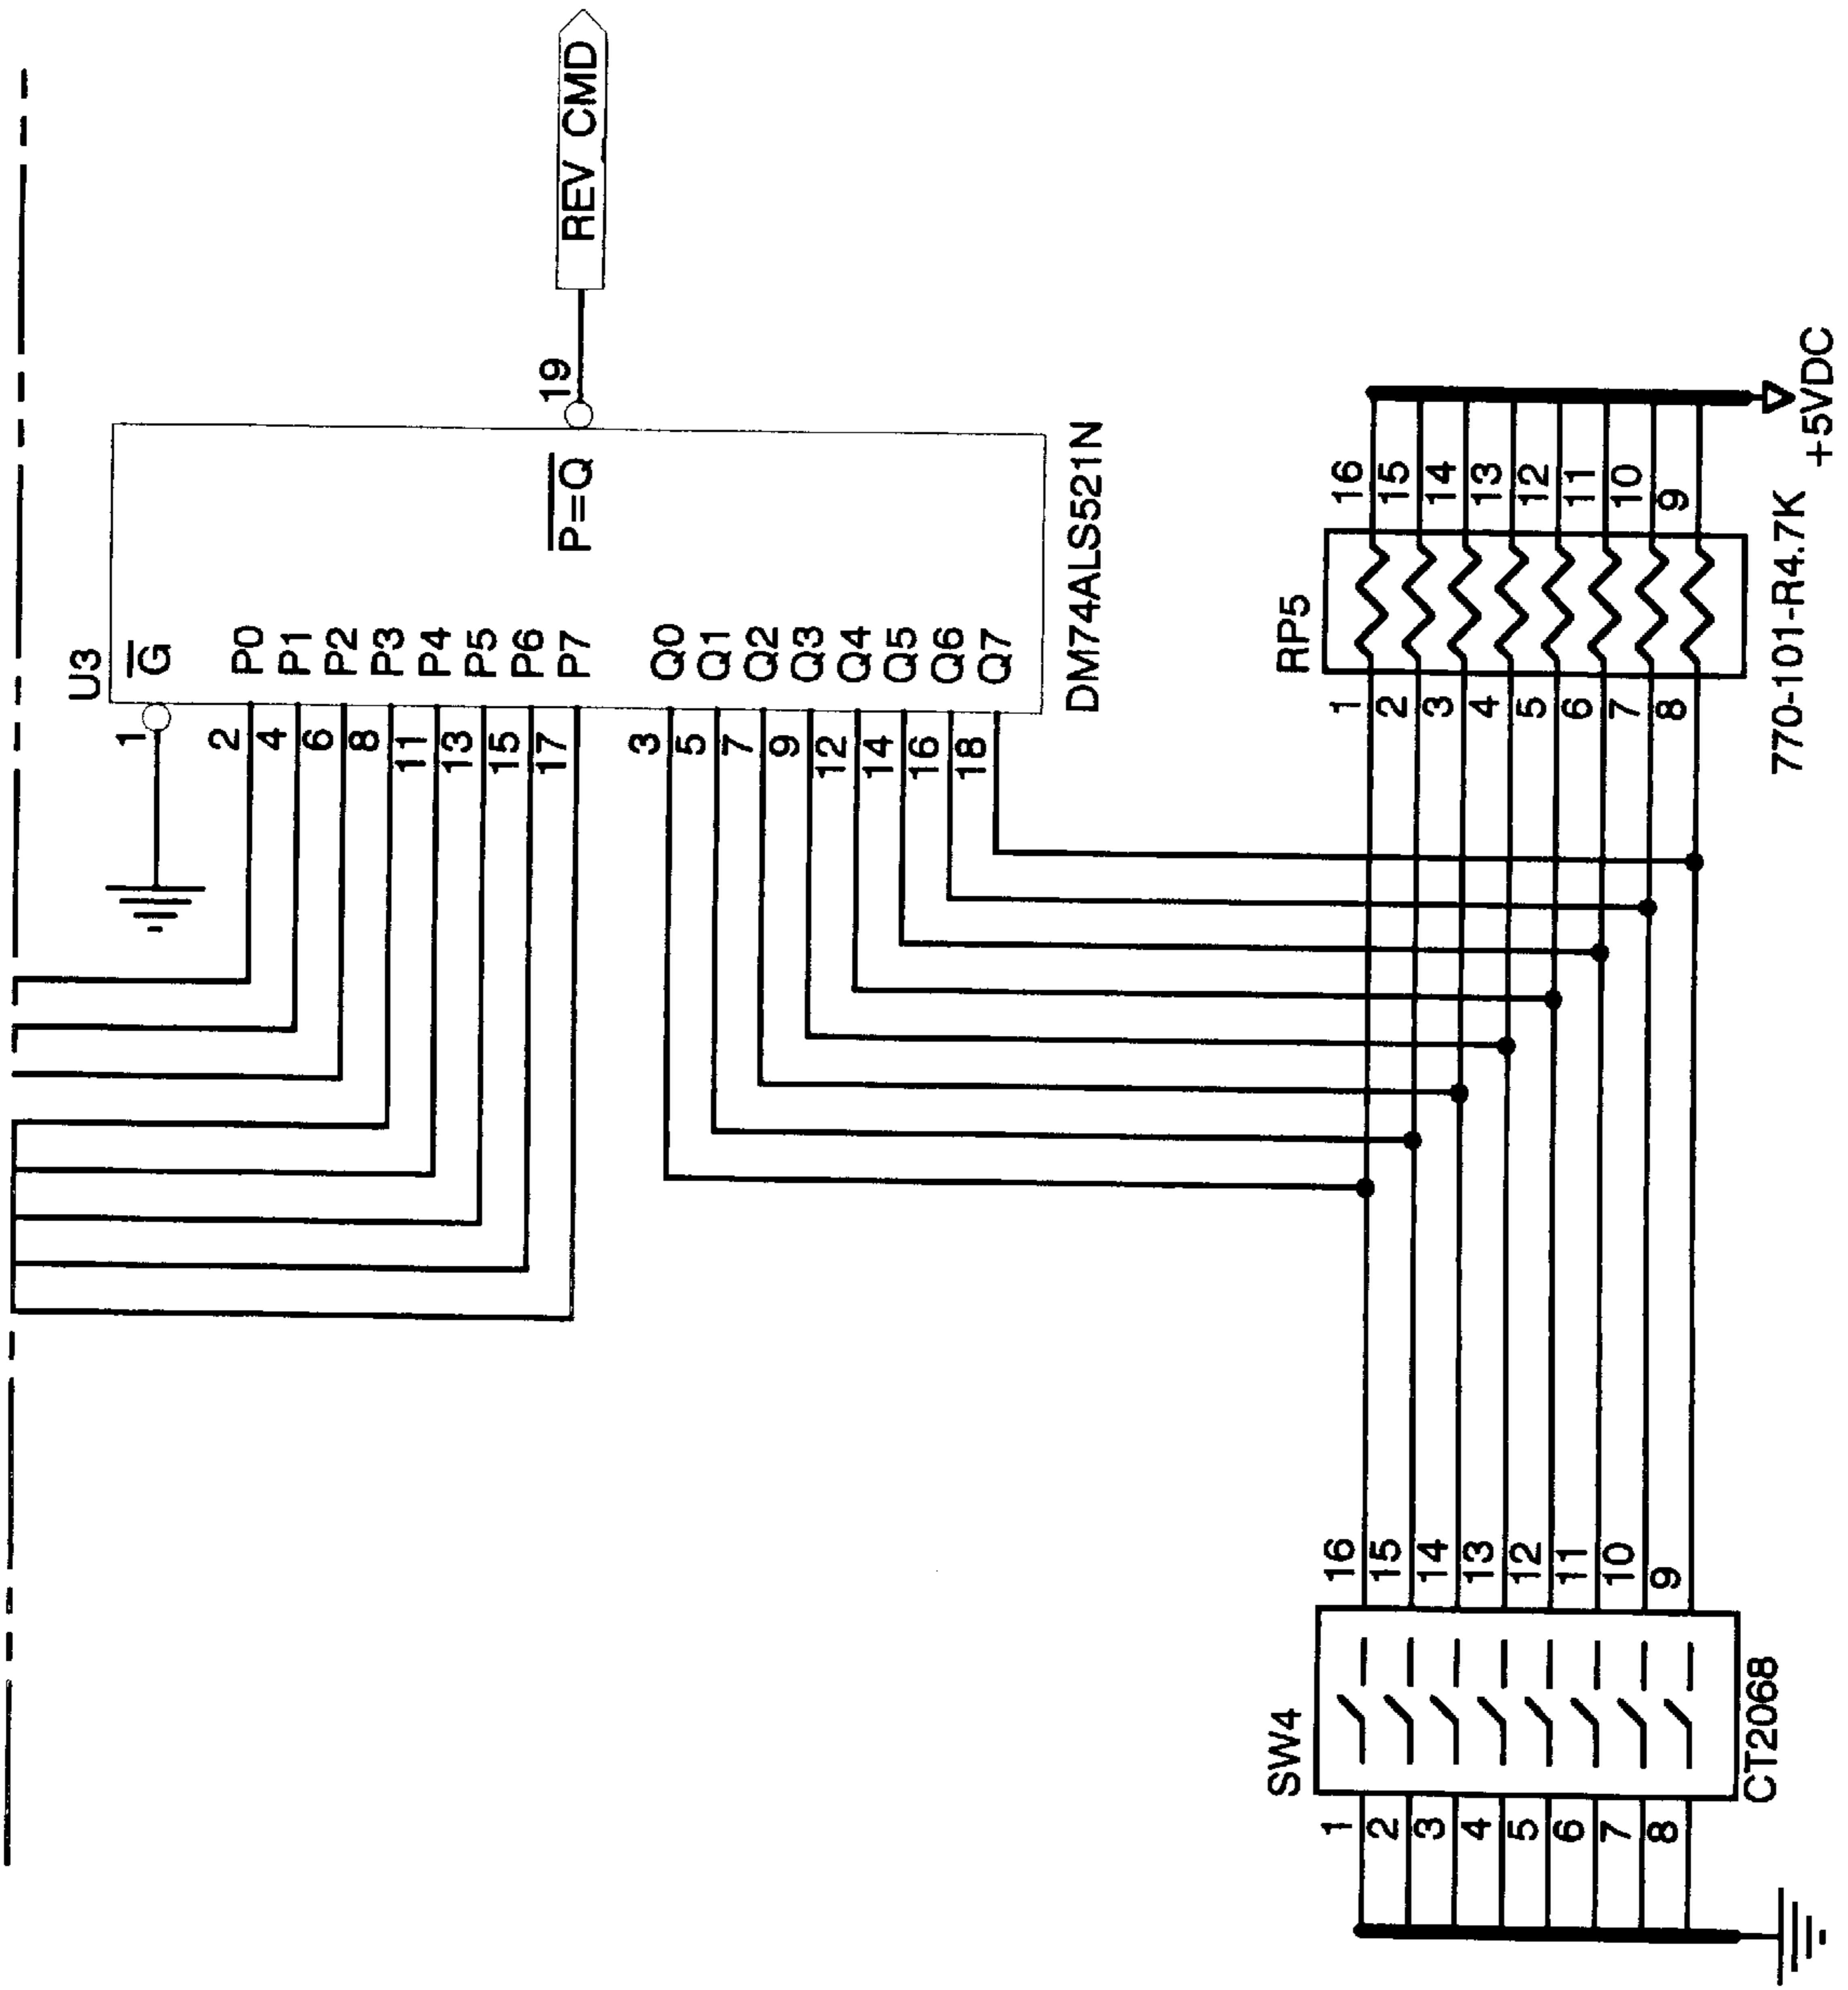 U3
G
1
P0
2
P1
4
P2
6
P3
8
P4
11
P5
13
P6
15
P7
17
P=Q
19
REV CMD
Q0
3
Q1
5
Q2
7
Q3
9
Q4
12
Q5
14
Q6
16
Q7
18
DM74ALS521N
SW4
1
2
3
4
5
6
7
8
16
15
14
13
12
11
10
9
CT2068
RP5
1
2
3
4
5
6
7
8
16
15
14
13
12
11
10
9
770-101-R4.7K
+5VDC